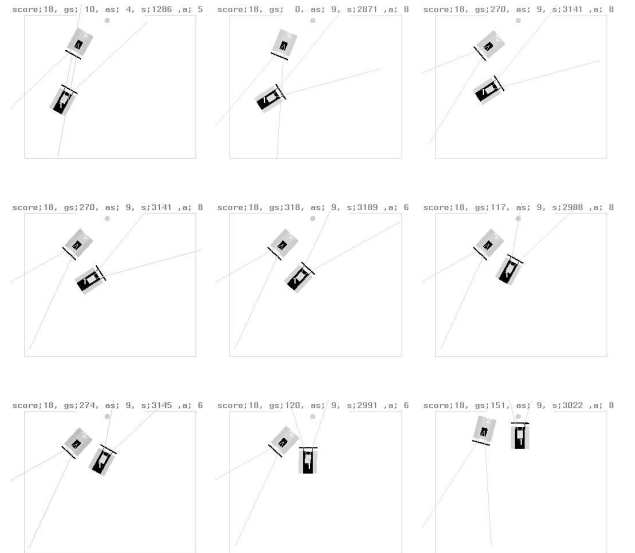 score;18, gs; 10, as; 4, s;1286 ,a; 5
score;18, gs; 0, as; 9, s;2871 ,a; 8
score;18, gs;270, as; 9, s;3141 ,a; 8
score;18, gs;270, as; 9, s;3141 ,a; 8
score;18, gs;318, as; 9, s;3189 ,a; 6
score;18, gs;117, as; 9, s;2988 ,a; 8
score;18, gs;274, as; 9, s;3145 ,a; 6
score;18, gs;120, as; 9, s;2991 ,a; 6
score;18, gs;151, as; 9, s;3022 ,a; 8